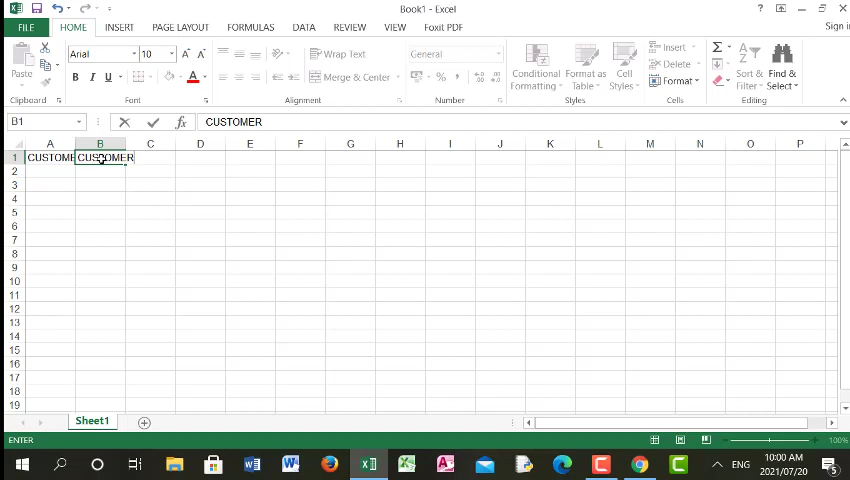 Book1 - Excel
FILE HOME INSERT PAGE LAYOUT FORMULAS DATA REVIEW VIEW Foxit PDF Sign in
Paste
Arial 10
B I U A
Wrap Text
Merge & Center
General
%
Conditional Formatting
Format as Table
Cell Styles
Insert
Delete
Format
Sort & Filter
Find & Select
Clipboard Font Alignment Number Styles Cells Editing
B1 fx CUSTOMER
A B C D E F G H I J K L M N O P
1 CUSTOME CUSTOMER
2
3
4
5
6
7
8
9
10
11
12
13
14
15
16
17
18
19
Sheet1
ENTER 100%
10:00 AM
ENG
2021/07/20
5